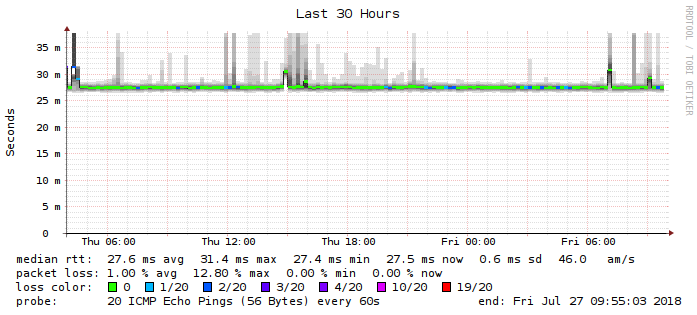 Last 30 Hours
RRDTOOL / TOBI OETIKER
Seconds
35 m
30 m
25 m
20 m
15 m
10 m
5 m
0
Thu 06:00 Thu 12:00 Thu 18:00 Fri 00:00 Fri 06:00
median rtt: 27.6 ms avg 31.4 ms max 27.4 ms min 27.5 ms now 0.6 ms sd 46.0 am/s
packet loss: 1.00 % avg 12.80 % max 0.00 % min 0.00 % now
loss color: 0 1/20 2/20 3/20 4/20 10/20 19/20
probe: 20 ICMP Echo Pings (56 Bytes) every 60s end: Fri Jul 27 09:55:03 2018